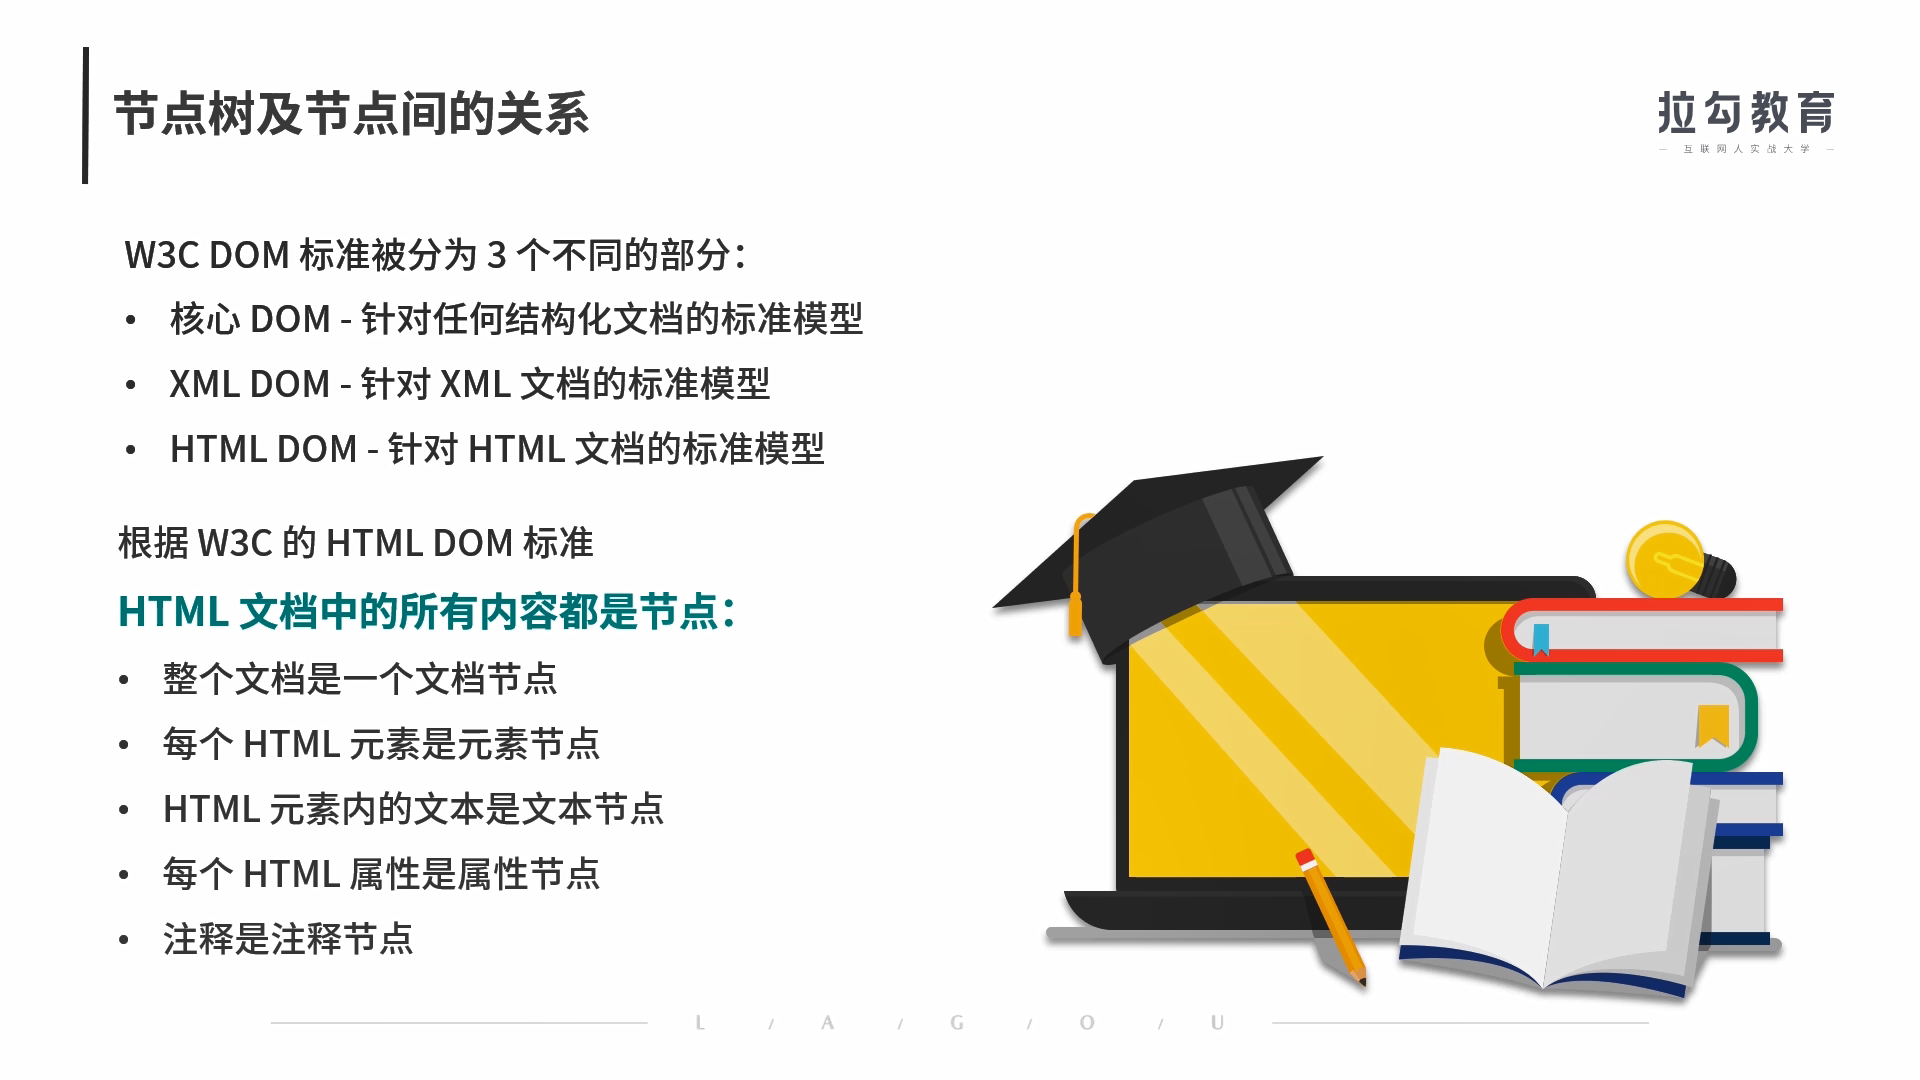 节点树及节点间的关系
拉勾教育
— 互联网人实战大学 —
W3C DOM 标准被分为 3 个不同的部分：
• 核心 DOM - 针对任何结构化文档的标准模型
• XML DOM - 针对 XML 文档的标准模型
• HTML DOM - 针对 HTML 文档的标准模型
根据 W3C 的 HTML DOM 标准
HTML 文档中的所有内容都是节点：
• 整个文档是一个文档节点
• 每个 HTML 元素是元素节点
• HTML 元素内的文本是文本节点
• 每个 HTML 属性是属性节点
• 注释是注释节点
L / A / G / O / U